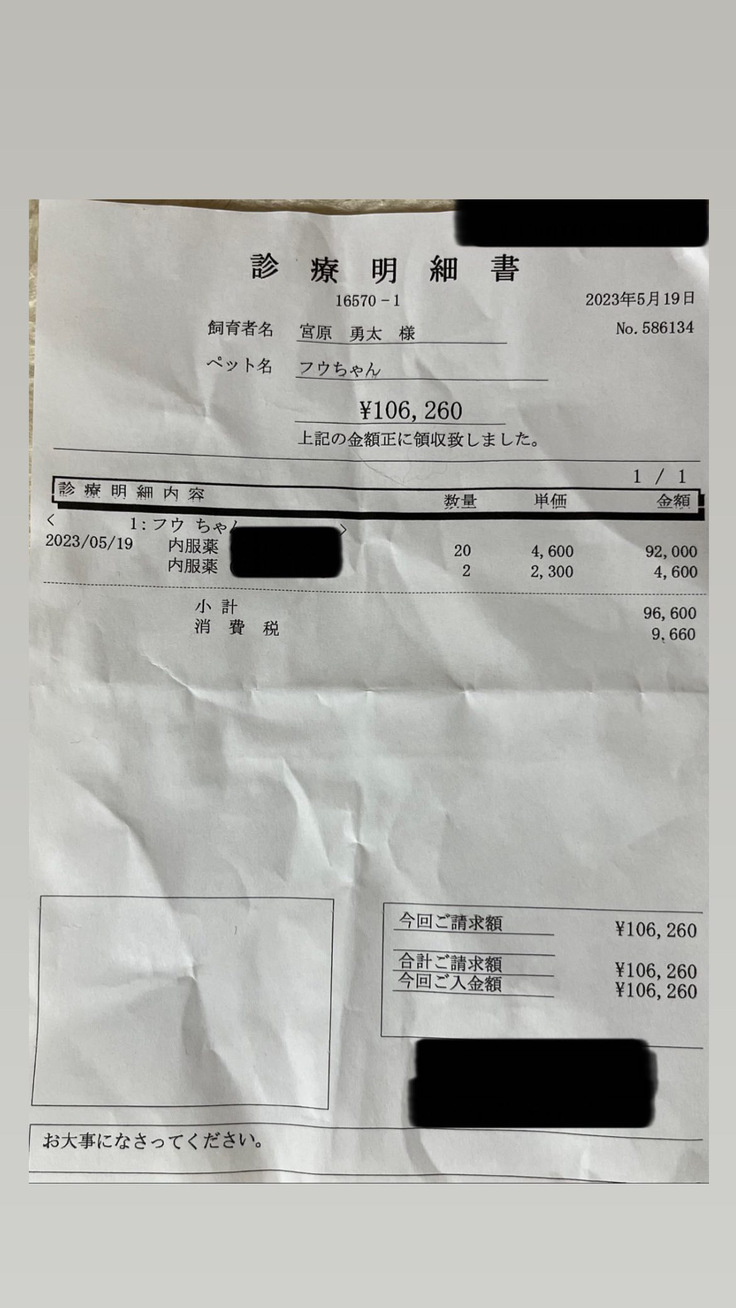 診療明細書
16570-1
2023年5月19日
飼育者名 宮原 勇太 様
No.586134
ペット名 フウちゃん
¥106,260
上記の金額正に領収致しました。
1 / 1
診療明細内容 数量 単価 金額
< 1:フウ ちゃん >
2023/05/19 内服薬 20 4,600 92,000
内服薬 2 2,300 4,600
小計 96,600
消費税 9,660
今回ご請求額 ¥106,260
合計ご請求額 ¥106,260
今回ご入金額 ¥106,260
お大事になさってください。